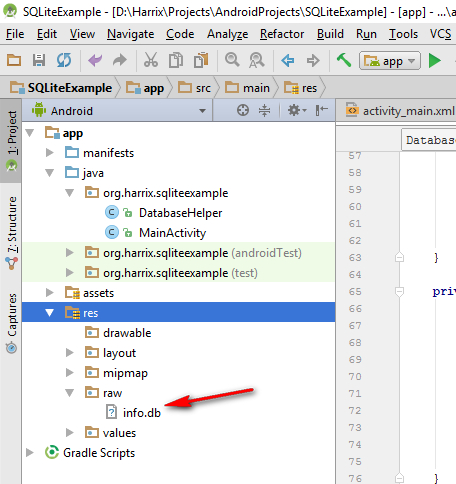 SQLiteExample - [D:\Harrix\Projects\AndroidProjects\SQLiteExample] - [app] - ...\a
File Edit View Navigate Code Analyze Refactor Build Run Tools VCS
app
SQLiteExample app src main res
1: Project
Android
activity_main.xml
app
Databas
manifests
57
java
58
org.harrix.sqliteexample
59
DatabaseHelper
60
61
MainActivity
62
org.harrix.sqliteexample (androidTest)
63 }
org.harrix.sqliteexample (test)
64
assets
65 priv
res
66
drawable
67
68
layout
69
mipmap
70
raw
71
info.db
72
values
73
Gradle Scripts
74
75
76 }
7: Structure
Captures